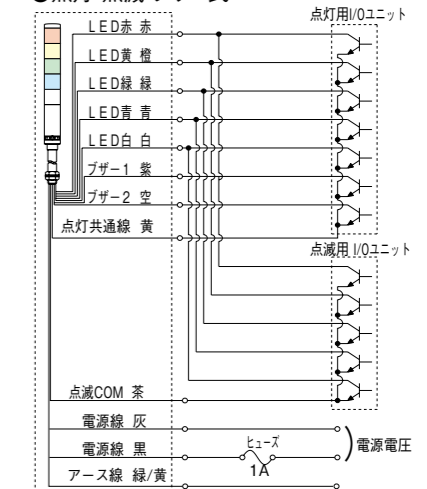 点灯用I/Oユニット
LED赤 赤
LED黄 橙
LED緑 緑
LED青 青
LED白 白
ブザー1 紫
ブザー2 空
点灯共通線 黄
点滅用 I/Oユニット
点滅COM 茶
電源線 灰
電源線 黒
ヒューズ
1A
電源電圧
アース線 緑/黄